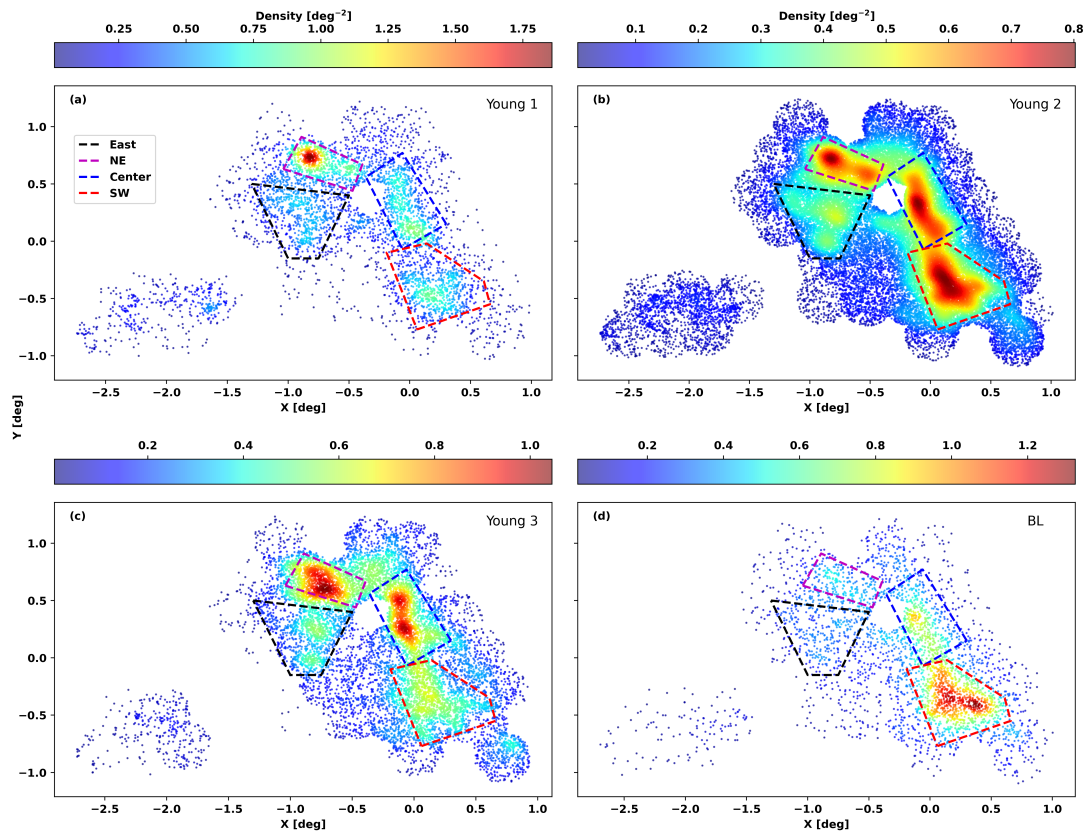 Density [deg⁻²]
Density [deg⁻²]
0.25 0.50 0.75 1.00 1.25 1.50 1.75
0.1 0.2 0.3 0.4 0.5 0.6 0.7 0.8
(a) Young 1
East
NE
Center
SW
1.0
0.5
0.0
−0.5
−1.0
−2.5 −2.0 −1.5 −1.0 −0.5 0.0 0.5 1.0
X [deg]
(b) Young 2
−2.5 −2.0 −1.5 −1.0 −0.5 0.0 0.5 1.0
X [deg]
Y [deg]
0.2 0.4 0.6 0.8 1.0
0.2 0.4 0.6 0.8 1.0 1.2
(c) Young 3
1.0
0.5
0.0
−0.5
−1.0
−2.0 −1.5 −1.0 −0.5 0.0 0.5 1.0
X [deg]
(d) BL
−2.5 −2.0 −1.5 −1.0 −0.5 0.0 0.5 1.0
X [deg]